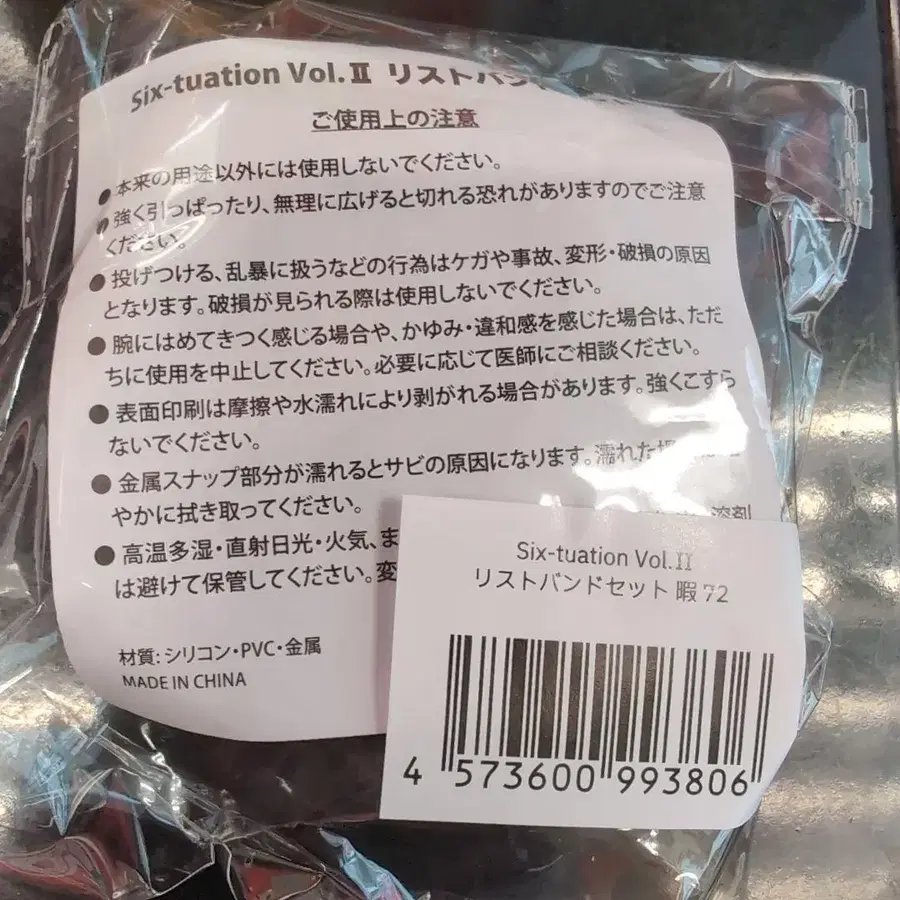 Six-tuation Vol.Ⅱ リストバン
ご使用上の注意
● 本来の用途以外には使用しないでください。
● 強く引っぱったり、無理に広げると切れる恐れがありますのでご注意
ください。
● 投げつける、乱暴に扱うなどの行為はケガや事故、変形・破損の原因
となります。破損が見られる際は使用しないでください。
● 腕にはめてきつく感じる場合や、かゆみ・違和感を感じた場合は、ただ
ちに使用を中止してください。必要に応じて医師にご相談ください。
● 表面印刷は摩擦や水濡れにより剥がれる場合があります。強くこすら
ないでください。
● 金属スナップ部分が濡れるとサビの原因になります。濡れた場
やかに拭き取ってください。
溶剤
● 高温多湿・直射日光・火気、ま
は避けて保管してください。変
材質: シリコン・PVC・金属
MADE IN CHINA
Six-tuation Vol.II
リストバンドセット 暇 72
4 573600 993806